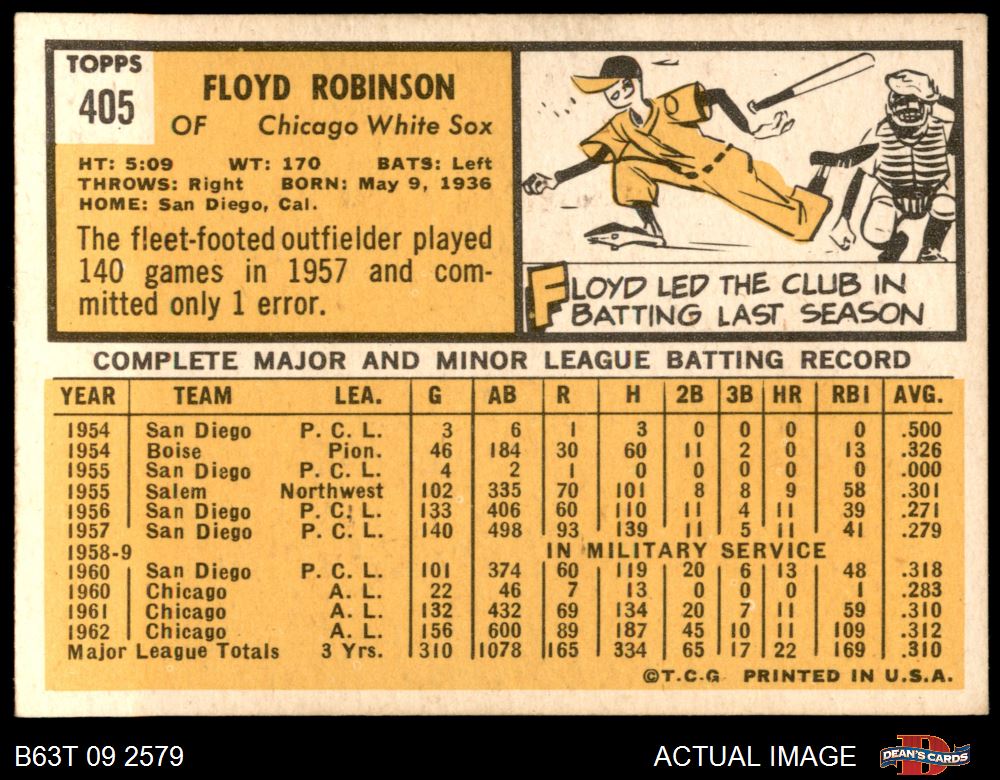 TOPPS
405
FLOYD ROBINSON
OF Chicago White Sox
HT: 5:09 WT: 170 BATS: Left
THROWS: Right BORN: May 9, 1936
HOME: San Diego, Cal.
The fleet-footed outfielder played
140 games in 1957 and com-
mitted only 1 error.
FLOYD LED THE CLUB IN
BATTING LAST SEASON
COMPLETE MAJOR AND MINOR LEAGUE BATTING RECORD
YEAR TEAM LEA. G AB R H 2B 3B HR RBI AVG.
1954 San Diego P. C. L. 3 6 1 3 0 0 0 0 .500
1954 Boise Pion. 46 184 30 60 11 2 0 13 .326
1955 San Diego P. C. L. 4 2 1 0 0 0 0 0 .000
1955 Salem Northwest 102 335 70 101 8 8 9 58 .301
1956 San Diego P. C. L. 133 406 60 110 11 4 11 39 .271
1957 San Diego P. C. L. 140 498 93 139 11 5 11 41 .279
1958-9 IN MILITARY SERVICE
1960 San Diego P. C. L. 101 374 60 119 20 6 13 48 .318
1960 Chicago A. L. 22 46 7 13 0 0 0 1 .283
1961 Chicago A. L. 132 432 69 134 20 7 11 59 .310
1962 Chicago A. L. 156 600 89 187 45 10 11 109 .312
Major League Totals 3 Yrs. 310 1078 165 334 65 17 22 169 .310
©T.C.G. PRINTED IN U.S.A.
B63T 09 2579 ACTUAL IMAGE DEAN'S CARDS